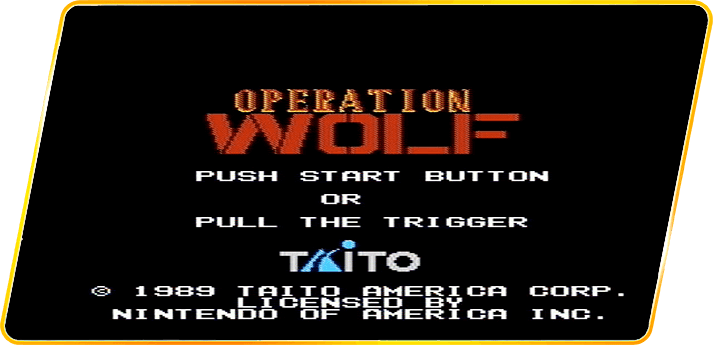 OPERATION
WOLF
PUSH START BUTTON
OR
PULL THE TRIGGER
TAITO
© 1989 TAITO AMERICA CORP.
LICENSED BY
NINTENDO OF AMERICA INC.